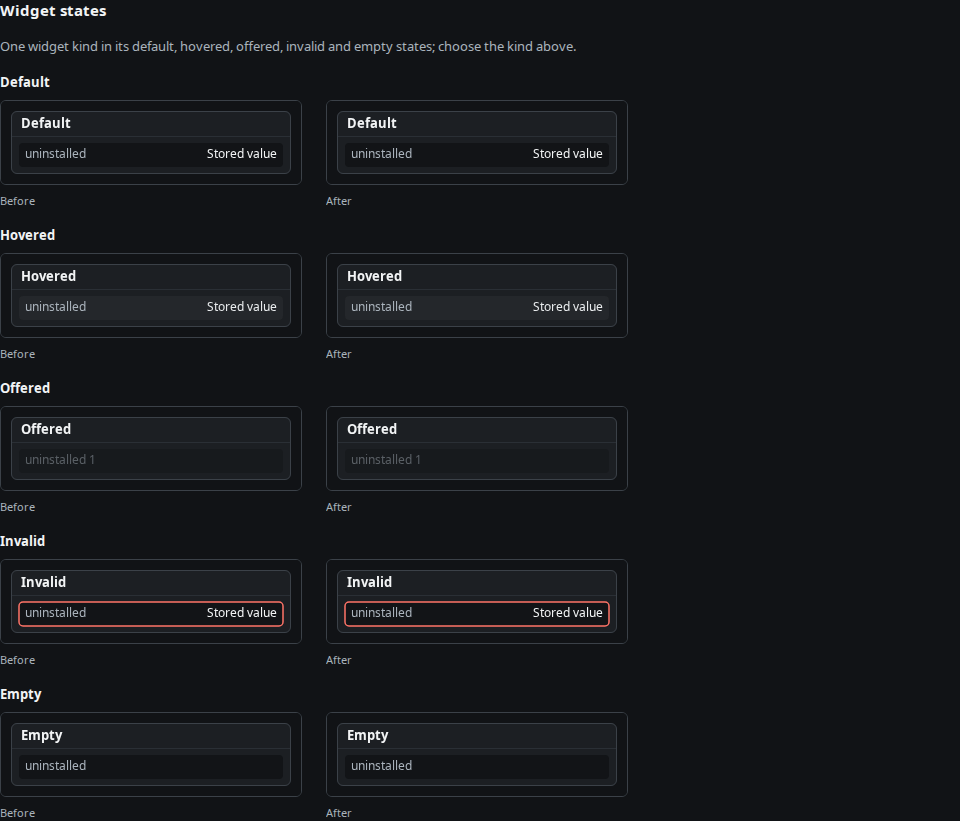 Widget states
One widget kind in its default, hovered, offered, invalid and empty states; choose the kind above.
Default
Default
Default
uninstalled Stored value
uninstalled Stored value
Before
After
Hovered
Hovered
Hovered
uninstalled Stored value
uninstalled Stored value
Before
After
Offered
Offered
Offered
uninstalled 1
uninstalled 1
Before
After
Invalid
Invalid
Invalid
uninstalled Stored value
uninstalled Stored value
Before
After
Empty
Empty
Empty
uninstalled
uninstalled
Before
After